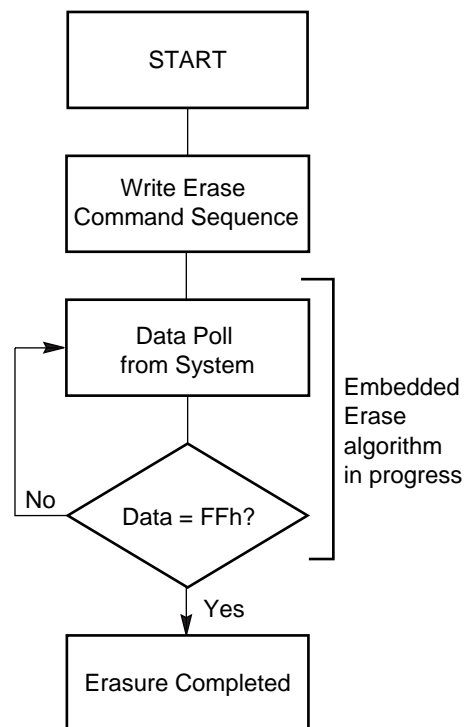 START
Write Erase
Command Sequence
Data Poll
from System
Embedded
Erase
algorithm
in progress
No
Data = FFh?
Yes
Erasure Completed